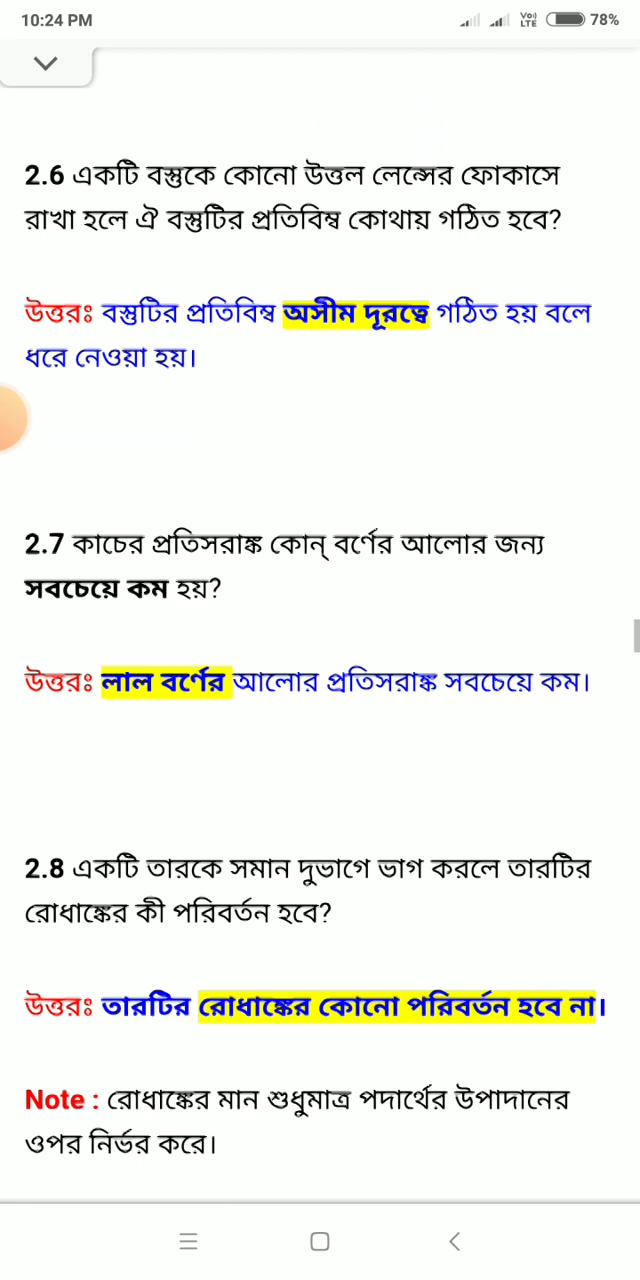 10:24 PM
Vo) LTE 78%
2.6 একটি বস্তুকে কোনো উত্তল লেন্সের ফোকাসে
রাখা হলে ঐ বস্তুটির প্রতিবিম্ব কোথায় গঠিত হবে?
উত্তরঃ বস্তুটির প্রতিবিম্ব অসীম দূরত্বে গঠিত হয় বলে
ধরে নেওয়া হয়।
2.7 কাচের প্রতিসরাঙ্ক কোন্ বর্ণের আলোর জন্য
সবচেয়ে কম হয়?
উত্তরঃ লাল বর্ণের আলোর প্রতিসরাঙ্ক সবচেয়ে কম।
2.8 একটি তারকে সমান দুভাগে ভাগ করলে তারটির
রোধাঙ্কের কী পরিবর্তন হবে?
উত্তরঃ তারটির রোধাঙ্কের কোনো পরিবর্তন হবে না।
Note : রোধাঙ্কের মান শুধুমাত্র পদার্থের উপাদানের
ওপর নির্ভর করে।